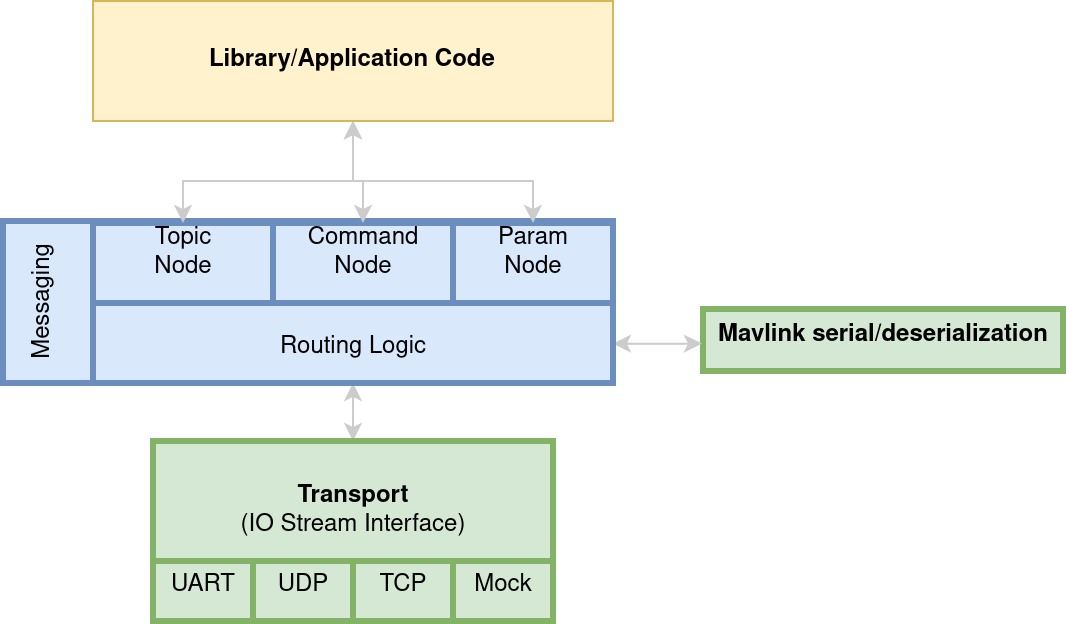 Library/Application Code
Messaging
Topic
Node
Command
Node
Param
Node
Routing Logic
Mavlink serial/deserialization
Transport
(IO Stream Interface)
UART
UDP
TCP
Mock